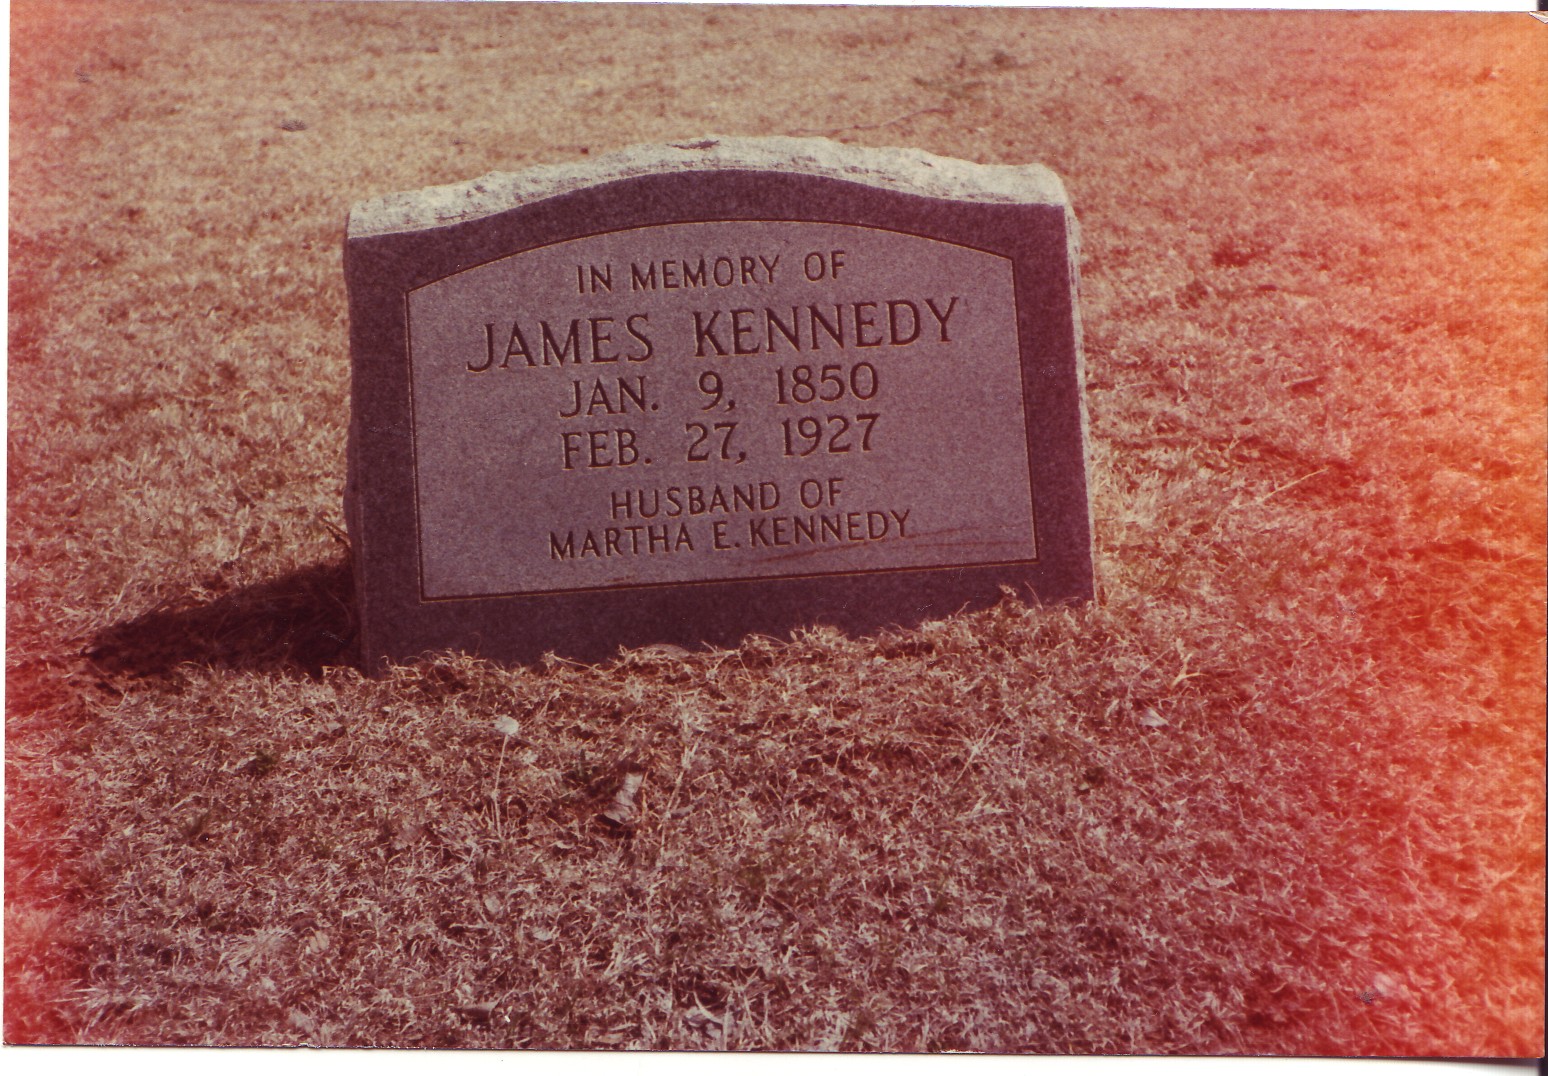 IN MEMORY OF
JAMES KENNEDY
JAN. 9, 1850
FEB. 27, 1927
HUSBAND OF
MARTHA E. KENNEDY